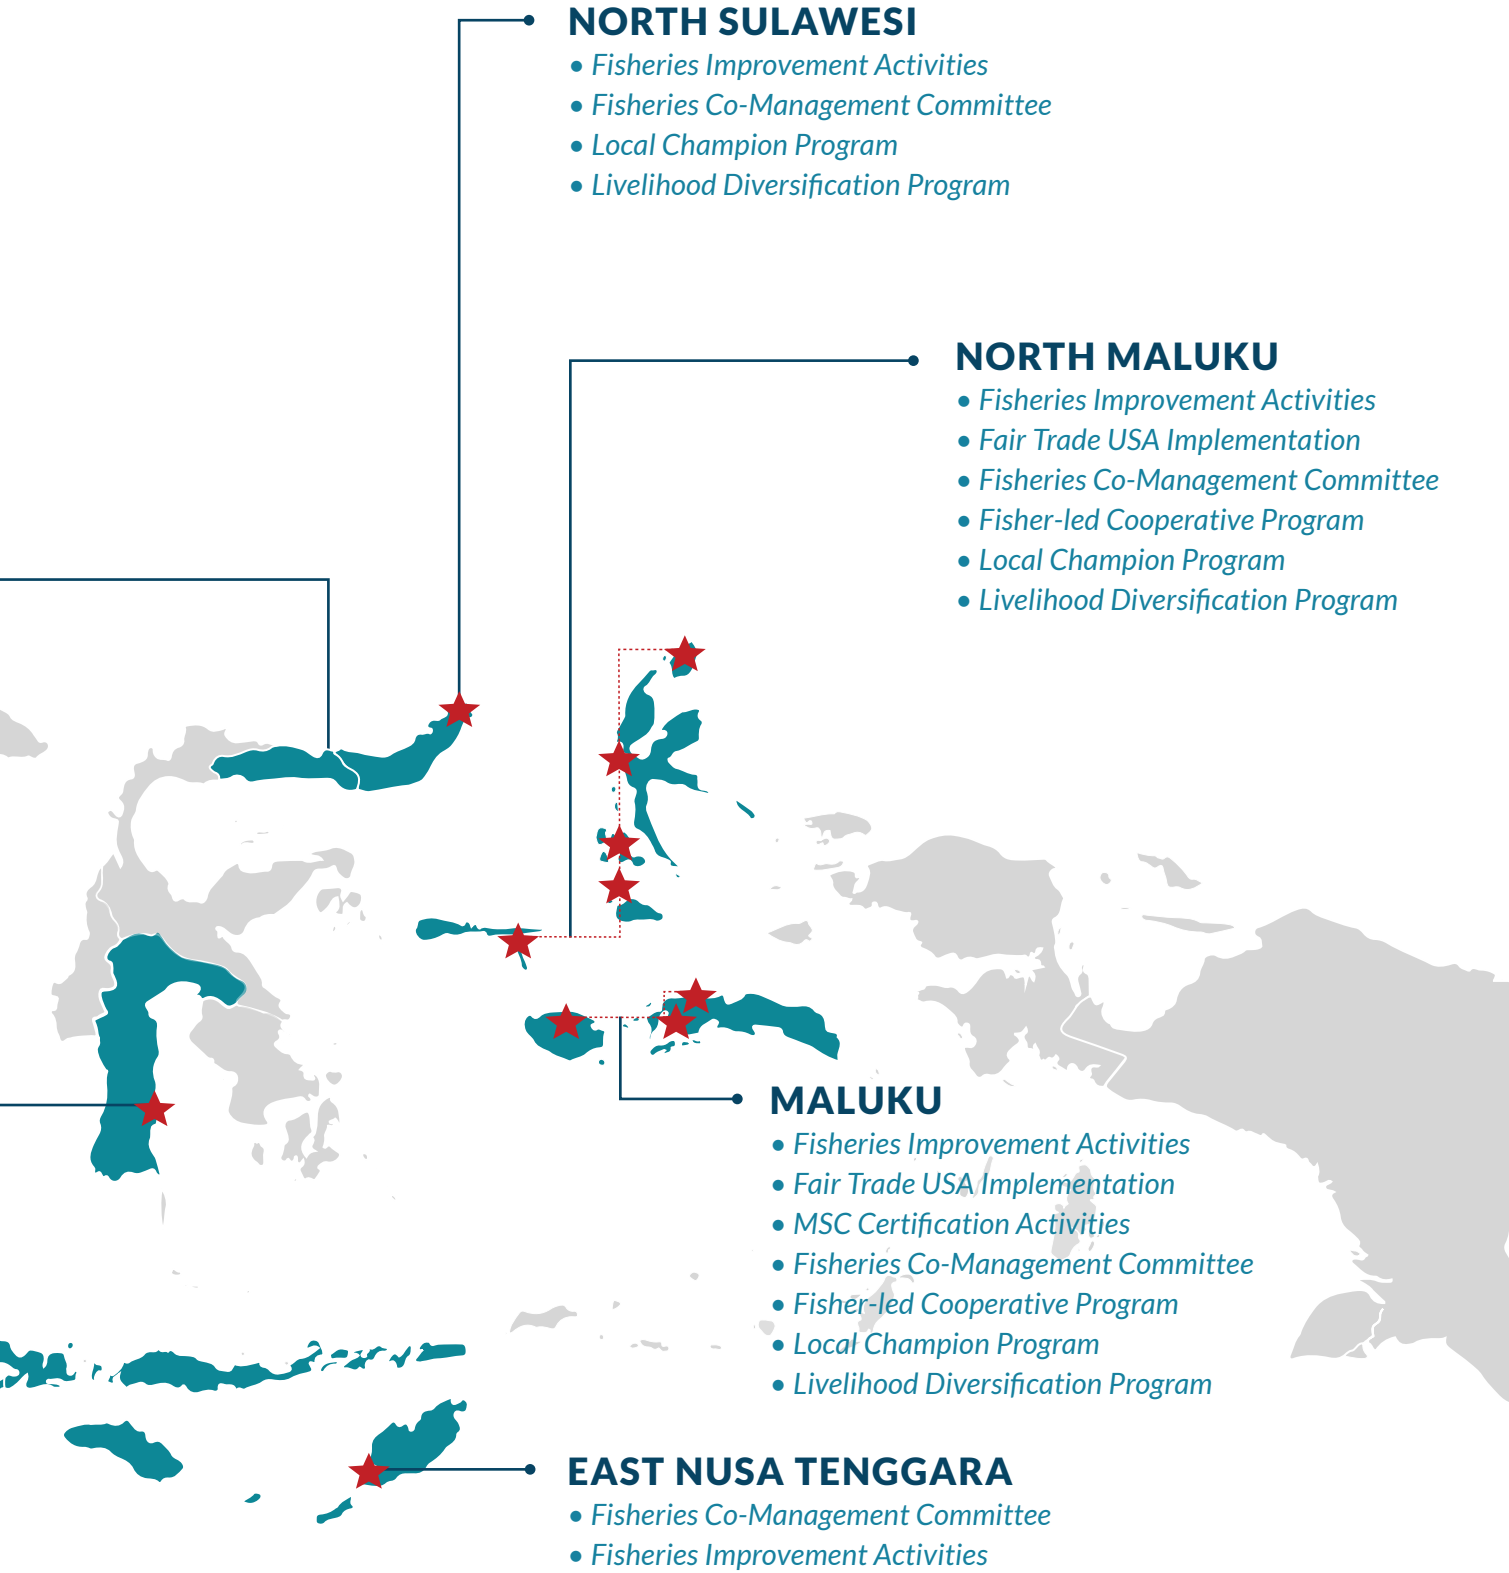 NORTH SULAWESI
• Fisheries Improvement Activities
• Fisheries Co-Management Committee
• Local Champion Program
• Livelihood Diversification Program
NORTH MALUKU
• Fisheries Improvement Activities
• Fair Trade USA Implementation
• Fisheries Co-Management Committee
• Fisher-led Cooperative Program
• Local Champion Program
• Livelihood Diversification Program
MALUKU
• Fisheries Improvement Activities
• Fair Trade USA Implementation
• MSC Certification Activities
• Fisheries Co-Management Committee
• Fisher-led Cooperative Program
• Local Champion Program
• Livelihood Diversification Program
EAST NUSA TENGGARA
• Fisheries Co-Management Committee
• Fisheries Improvement Activities